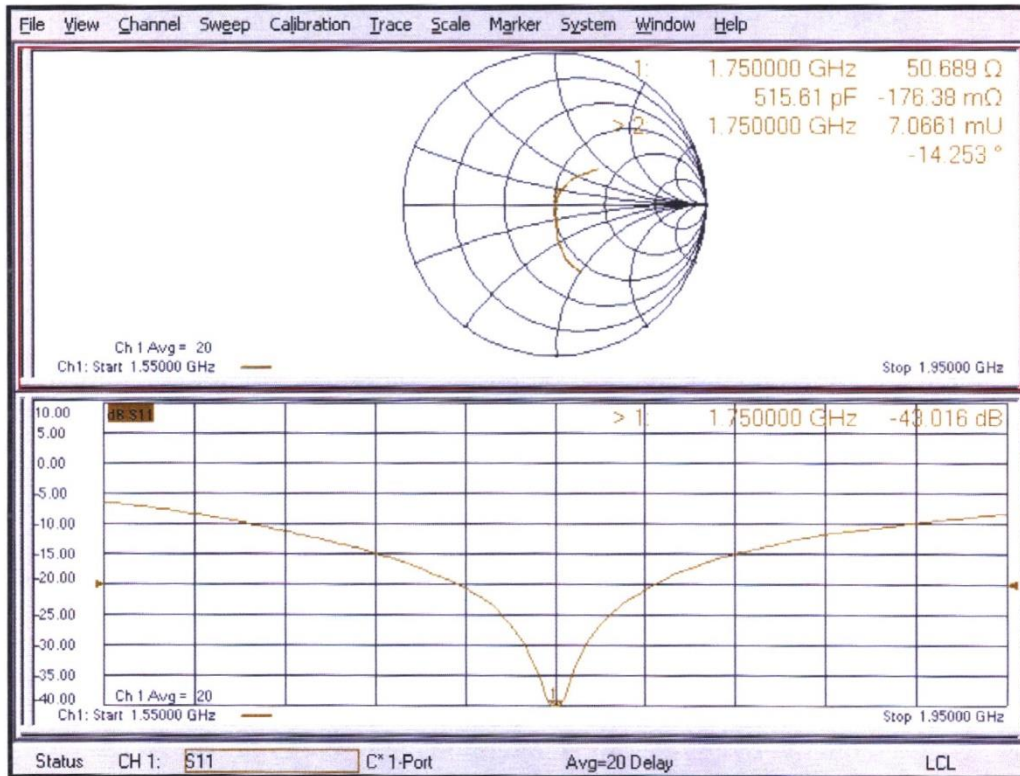 File View Channel Sweep Calibration Trace Scale Marker System Window Help
1: 1.750000 GHz 50.689 Ω
515.61 pF -176.38 mΩ
> 2: 1.750000 GHz 7.0661 mU
-14.253 °
Ch 1 Avg = 20
Ch1: Start 1.55000 GHz Stop 1.95000 GHz
10.00 dB S11 > 1: 1.750000 GHz -43.016 dB
5.00
0.00
-5.00
-10.00
-15.00
-20.00
-25.00
-30.00
-35.00
1
-40.00 Ch 1 Avg = 20
Ch1: Start 1.55000 GHz Stop 1.95000 GHz
Status CH 1: S11 C* 1-Port Avg=20 Delay LCL